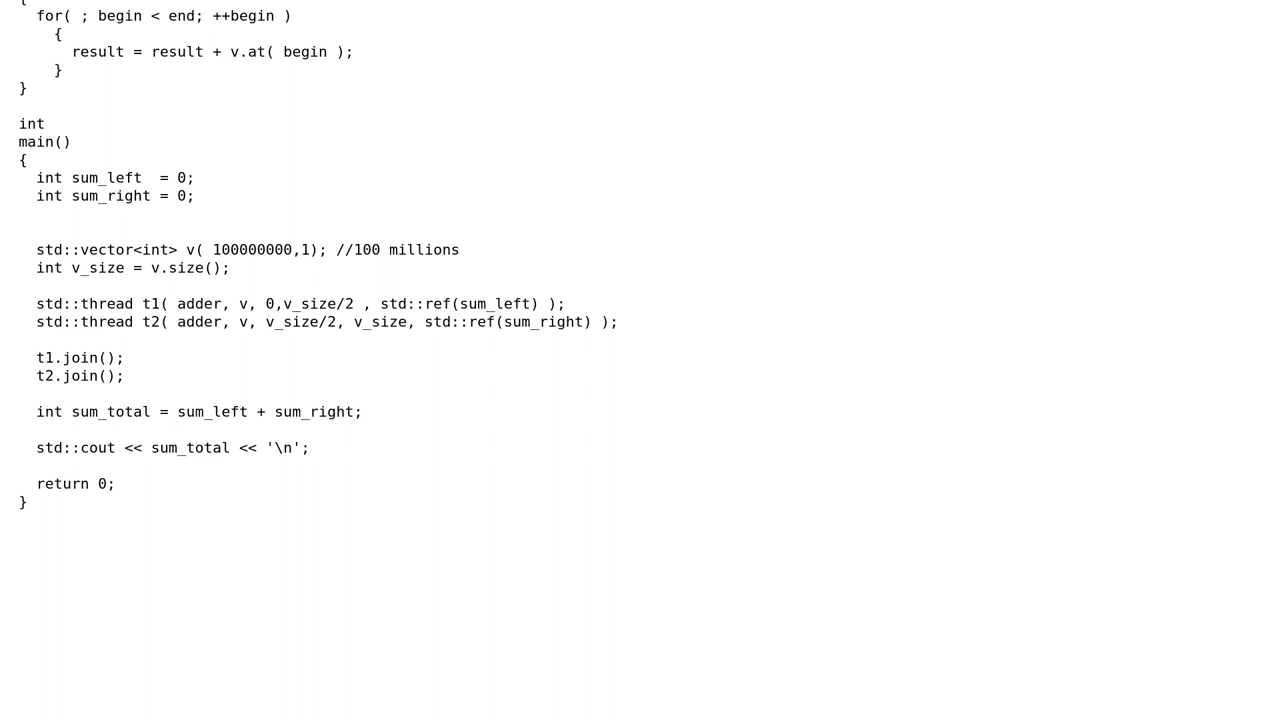 {
  for( ; begin < end; ++begin )
    {
      result = result + v.at( begin );
    }
}

int
main()
{
  int sum_left  = 0;
  int sum_right = 0;


  std::vector<int> v( 100000000,1); //100 millions
  int v_size = v.size();

  std::thread t1( adder, v, 0,v_size/2 , std::ref(sum_left) );
  std::thread t2( adder, v, v_size/2, v_size, std::ref(sum_right) );

  t1.join();
  t2.join();

  int sum_total = sum_left + sum_right;

  std::cout << sum_total << '\n';

  return 0;
}